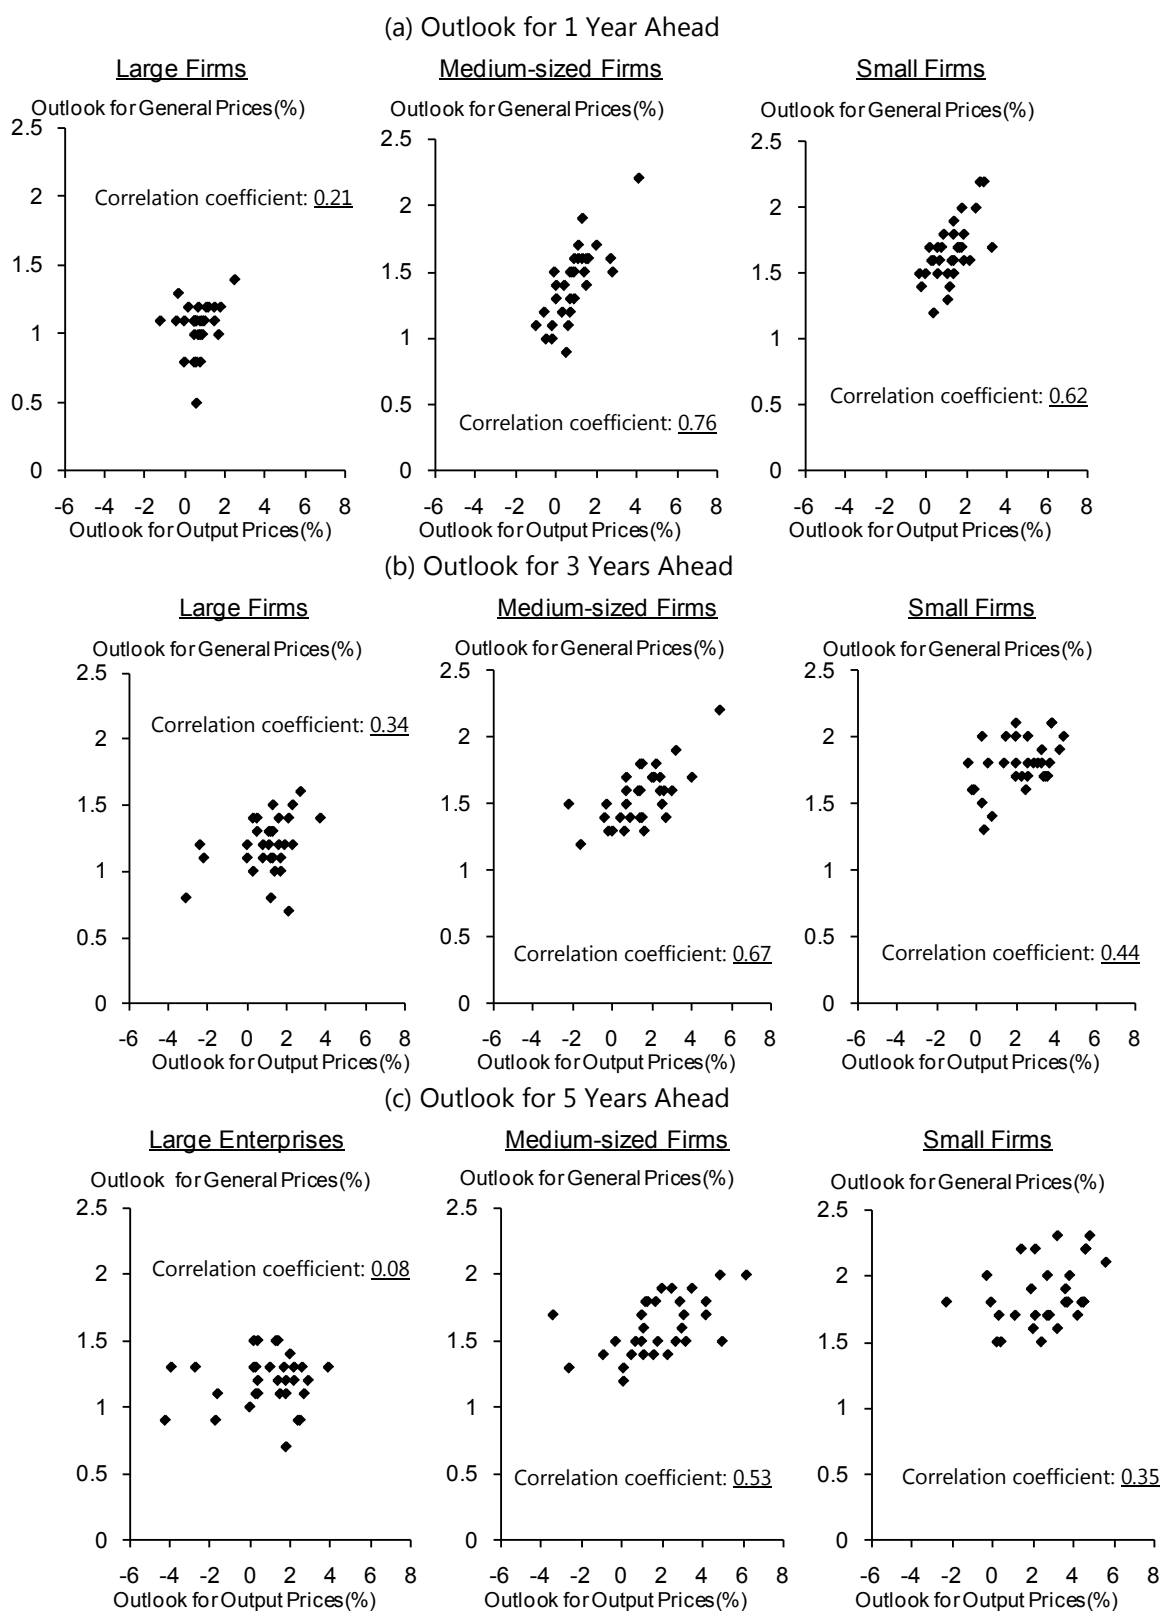 (a) Outlook for 1 Year Ahead
Large Firms
Medium-sized Firms
Small Firms
Outlook for General Prices(%)
Outlook for General Prices(%)
Outlook for General Prices(%)
2.5
2
1.5
1
0.5
0
Correlation coefficient: 0.21
-6 -4 -2 0 2 4 6 8
Outlook for Output Prices(%)
2.5
2
1.5
1
0.5
0
Correlation coefficient: 0.76
-6 -4 -2 0 2 4 6 8
Outlook for Output Prices(%)
2.5
2
1.5
1
0.5
0
Correlation coefficient: 0.62
-6 -4 -2 0 2 4 6 8
Outlook for Output Prices(%)
(b) Outlook for 3 Years Ahead
Large Firms
Medium-sized Firms
Small Firms
Outlook for General Prices(%)
Outlook for General Prices(%)
Outlook for General Prices(%)
2.5
2
1.5
1
0.5
0
Correlation coefficient: 0.34
-6 -4 -2 0 2 4 6 8
Outlook for Output Prices(%)
2.5
2
1.5
1
0.5
0
Correlation coefficient: 0.67
-6 -4 -2 0 2 4 6 8
Outlook for Output Prices(%)
2.5
2
1.5
1
0.5
0
Correlation coefficient: 0.44
-6 -4 -2 0 2 4 6 8
Outlook for Output Prices(%)
(c) Outlook for 5 Years Ahead
Large Enterprises
Medium-sized Firms
Small Firms
Outlook for General Prices(%)
Outlook for General Prices(%)
Outlook for General Prices(%)
2.5
2
1.5
1
0.5
0
Correlation coefficient: 0.08
-6 -4 -2 0 2 4 6 8
Outlook for Output Prices(%)
2.5
2
1.5
1
0.5
0
Correlation coefficient: 0.53
-6 -4 -2 0 2 4 6 8
Outlook for Output Prices(%)
2.5
2
1.5
1
0.5
0
Correlation coefficient: 0.35
-6 -4 -2 0 2 4 6 8
Outlook for Output Prices(%)